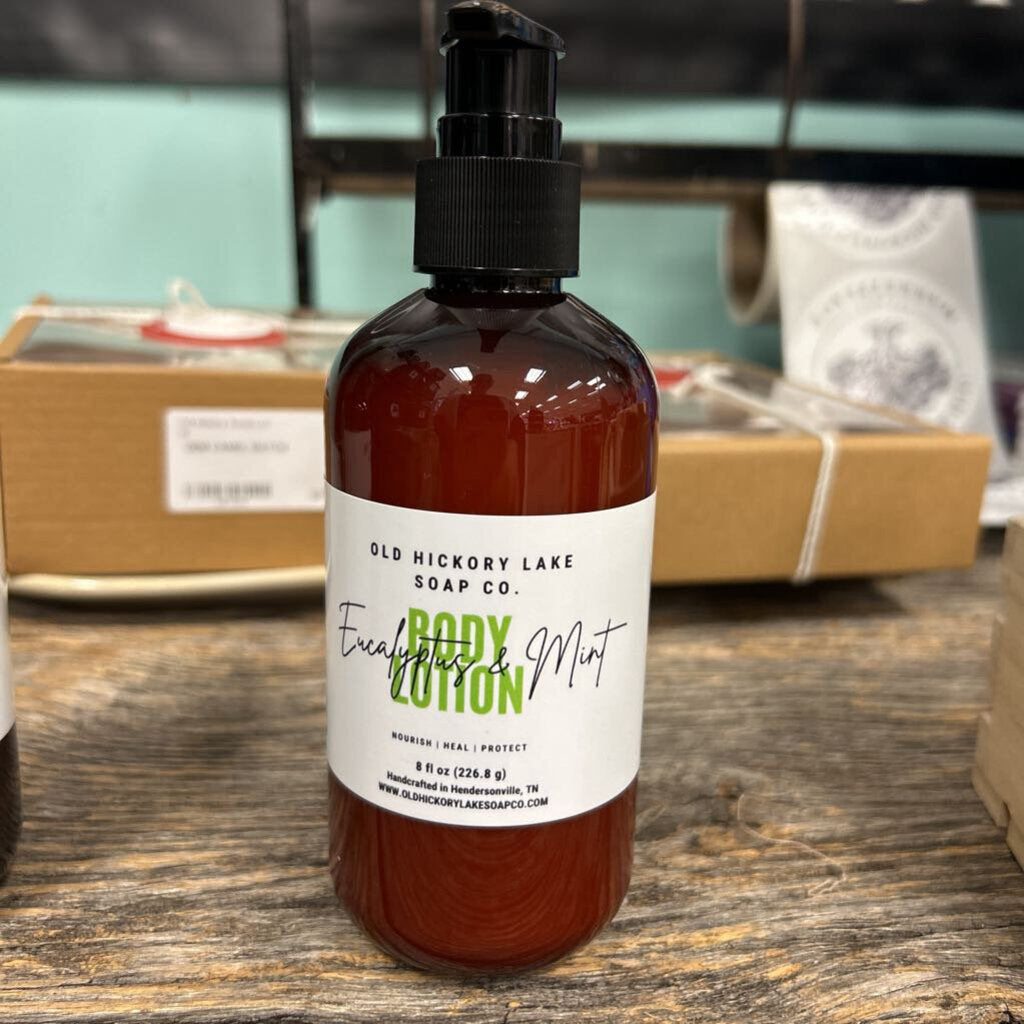 OLD HICKORY LAKE
SOAP CO.
BODY
Eucalyptus & Mint
LOTION
NOURISH | HEAL | PROTECT
8 fl oz (226.8 g)
Handcrafted in Hendersonville, TN
WWW.OLDHICKORYLAKESOAPCO.COM